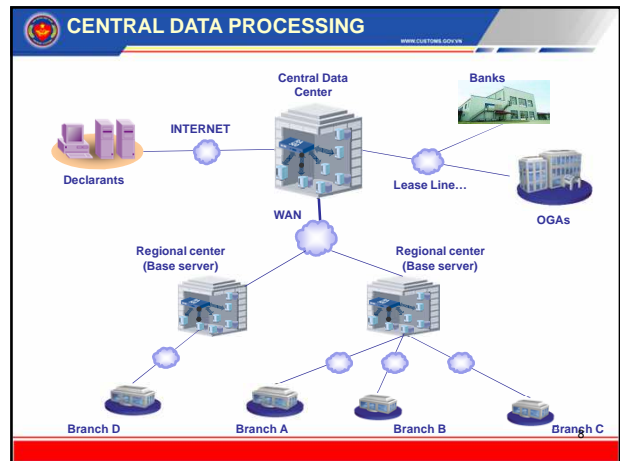 CENTRAL DATA PROCESSING
WWW.CUSTOMS.GOV.VN
Central Data
Center
Banks
INTERNET
Declarants
Lease Line…
OGAs
WAN
Regional center
(Base server)
Regional center
(Base server)
Branch D
Branch A
Branch B
Branch C
8